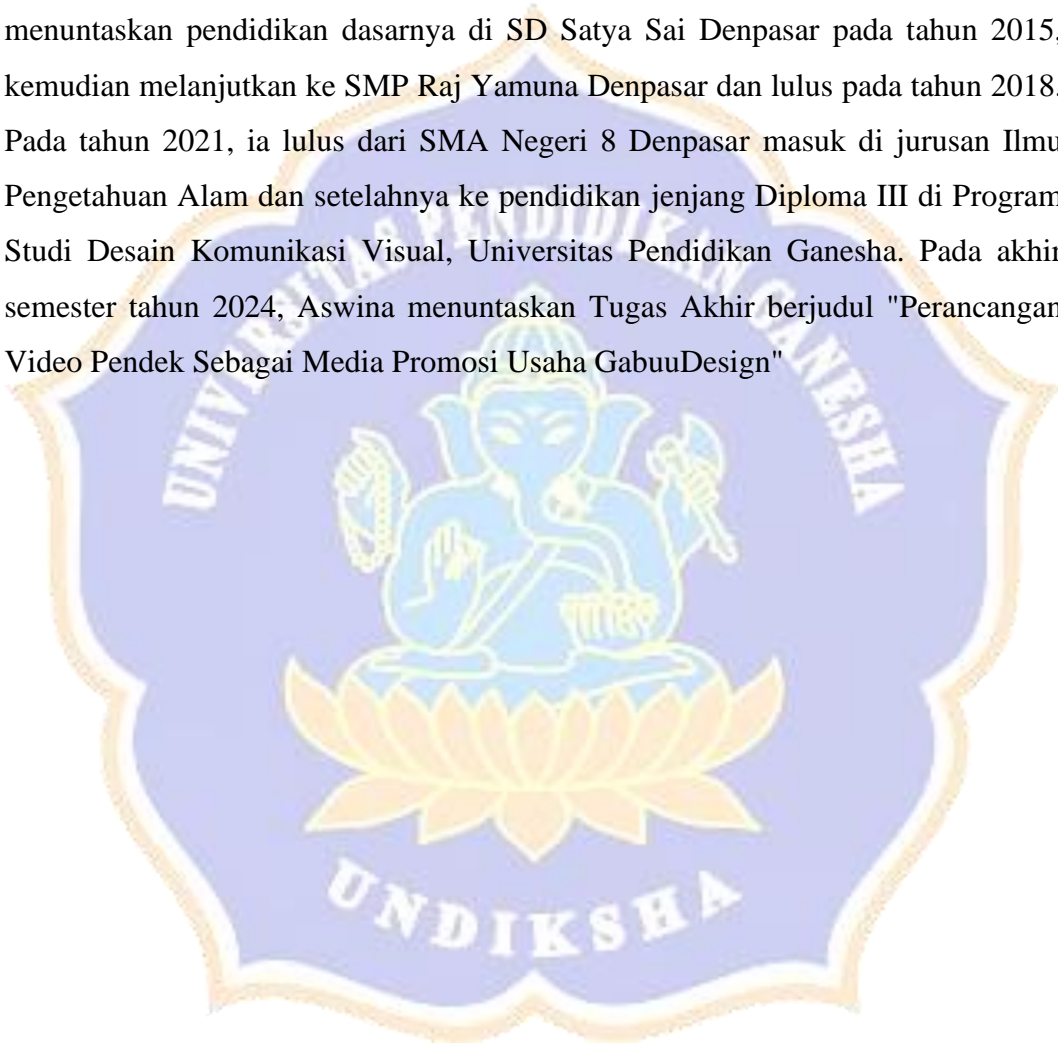 menuntaskan pendidikan dasarnya di SD Satya Sai Denpasar pada tahun 2015,
kemudian melanjutkan ke SMP Raj Yamuna Denpasar dan lulus pada tahun 2018.
Pada tahun 2021, ia lulus dari SMA Negeri 8 Denpasar masuk di jurusan Ilmu
Pengetahuan Alam dan setelahnya ke pendidikan jenjang Diploma III di Program
Studi Desain Komunikasi Visual, Universitas Pendidikan Ganesha. Pada akhir
semester tahun 2024, Aswina menuntaskan Tugas Akhir berjudul "Perancangan
Video Pendek Sebagai Media Promosi Usaha GabuuDesign"
UNIVERSITAS PENDIDIKAN GANESHA
UNDIKSHA